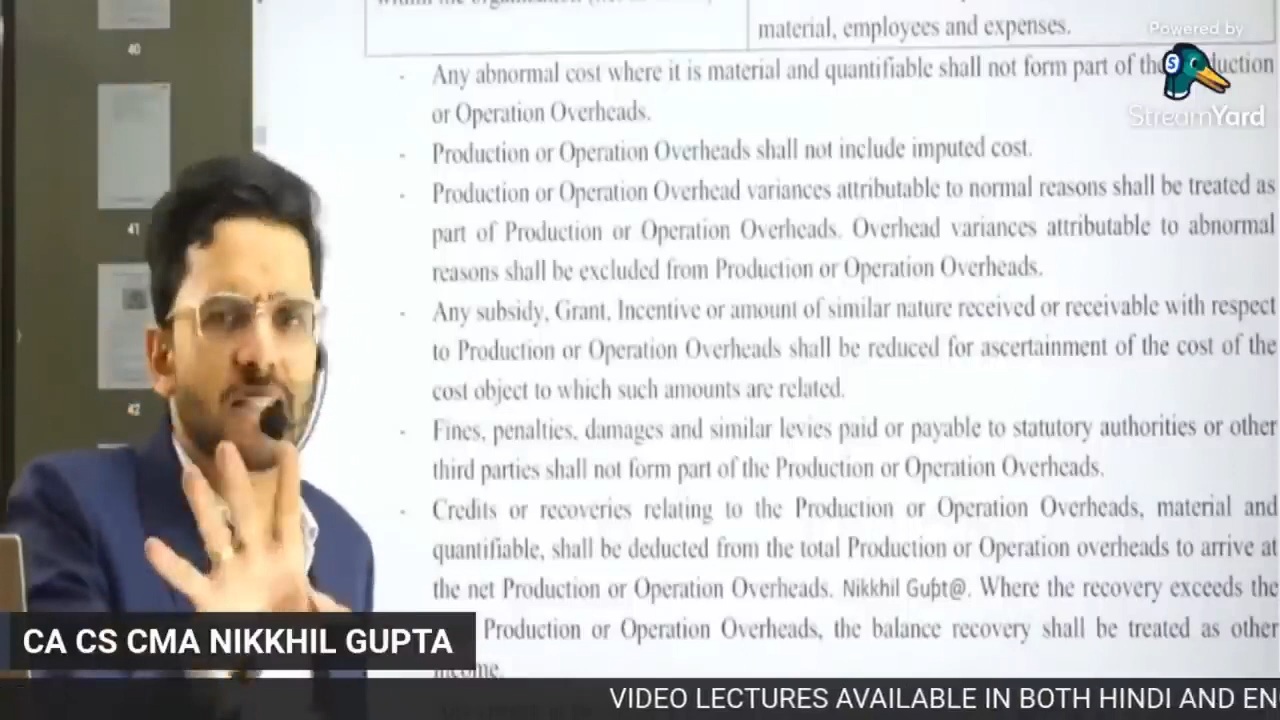 material, employees and expenses.
Powered by
StreamYard
S
40
41
42
- Any abnormal cost where it is material and quantifiable shall not form part of the
or Operation Overheads.
- Production or Operation Overheads shall not include imputed cost.
- Production or Operation Overhead variances attributable to normal reasons shall be treated as
part of Production or Operation Overheads. Overhead variances attributable to abnormal
reasons shall be excluded from Production or Operation Overheads.
- Any subsidy, Grant, Incentive or amount of similar nature received or receivable with respect
to Production or Operation Overheads shall be reduced for ascertainment of the cost of the
cost object to which such amounts are related.
- Fines, penalties, damages and similar levies paid or payable to statutory authorities or other
third parties shall not form part of the Production or Operation Overheads.
- Credits or recoveries relating to the Production or Operation Overheads, material and
quantifiable, shall be deducted from the total Production or Operation overheads to arrive at
the net Production or Operation Overheads. Nikkhil Gupt@. Where the recovery exceeds the
Production or Operation Overheads, the balance recovery shall be treated as other
income.
CA CS CMA NIKKHIL GUPTA
VIDEO LECTURES AVAILABLE IN BOTH HINDI AND EN